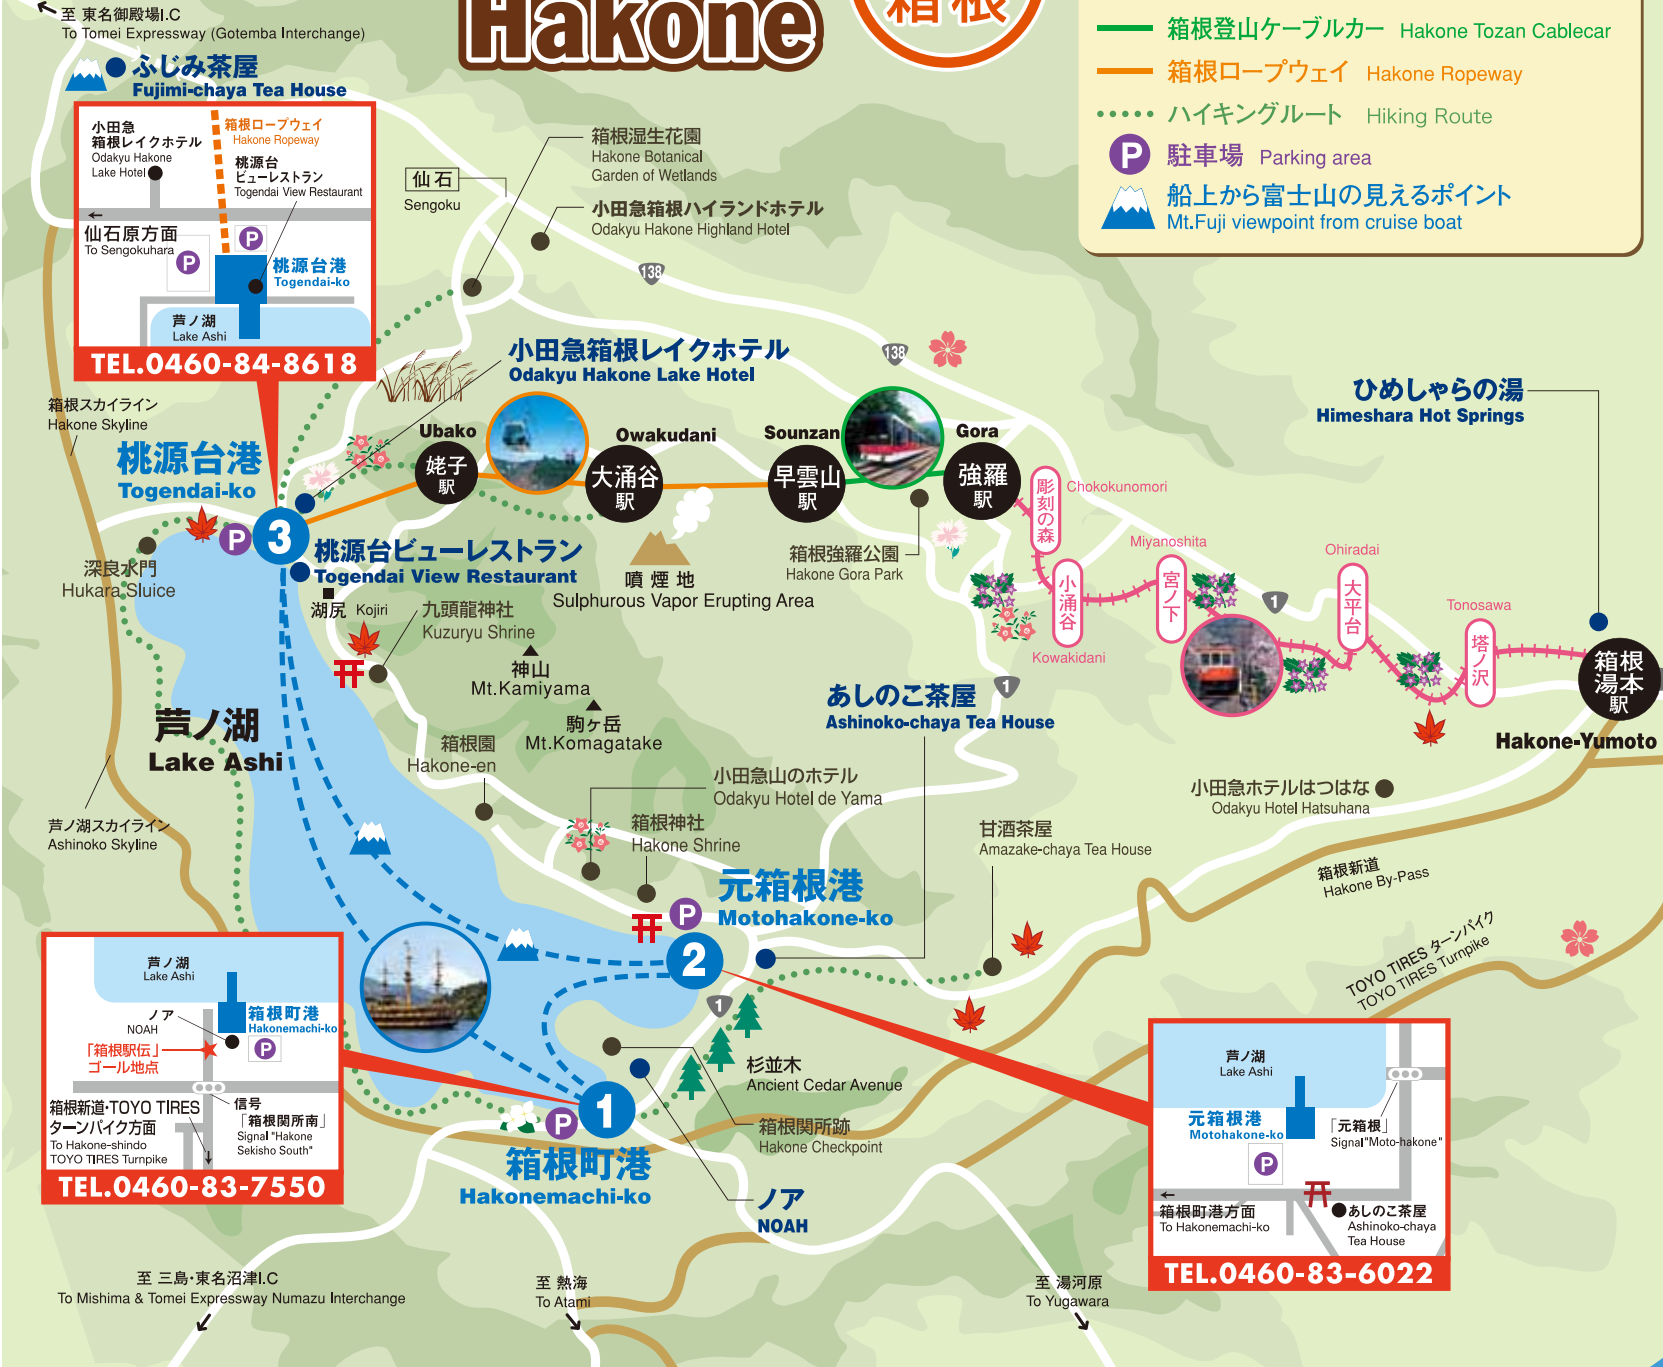 至 東名御殿場I.C
To Tomei Expressway (Gotemba Interchange)
Hakone
箱根
箱根登山ケーブルカー Hakone Tozan Cablecar
箱根ロープウェイ Hakone Ropeway
ハイキングルート Hiking Route
P 駐車場 Parking area
船上から富士山の見えるポイント
Mt.Fuji viewpoint from cruise boat
ふじみ茶屋
Fujimi-chaya Tea House
小田急
箱根レイクホテル
Odakyu Hakone
Lake Hotel
箱根ロープウェイ
Hakone Ropeway
桃源台
ビューレストラン
Togendai View Restaurant
仙石原方面
To Sengokuhara
P
P
桃源台港
Togendai-ko
芦ノ湖
Lake Ashi
TEL.0460-84-8618
仙石
Sengoku
箱根湿生花園
Hakone Botanical
Garden of Wetlands
小田急箱根ハイランドホテル
Odakyu Hakone Highland Hotel
138
138
小田急箱根レイクホテル
Odakyu Hakone Lake Hotel
ひめしゃらの湯
Himeshara Hot Springs
箱根スカイライン
Hakone Skyline
桃源台港
Togendai-ko
P
3
Ubako
姥子
駅
Owakudani
大涌谷
駅
Sounzan
早雲山
駅
Gora
強羅
駅
彫刻の森
Chokokunomori
小涌谷
Kowakidani
Miyanoshita
宮ノ下
1
Ohiradai
大平台
Tonosawa
塔ノ沢
箱根
湯本
駅
Hakone-Yumoto
箱根強羅公園
Hakone Gora Park
噴煙地
Sulphurous Vapor Erupting Area
桃源台ビューレストラン
Togendai View Restaurant
深良水門
Hukara Sluice
湖尻 Kojiri
九頭龍神社
Kuzuryu Shrine
神山
Mt.Kamiyama
駒ヶ岳
Mt.Komagatake
1
あしのこ茶屋
Ashinoko-chaya Tea House
芦ノ湖
Lake Ashi
箱根園
Hakone-en
小田急山のホテル
Odakyu Hotel de Yama
箱根神社
Hakone Shrine
小田急ホテルはつはな
Odakyu Hotel Hatsuhana
芦ノ湖スカイライン
Ashinoko Skyline
甘酒茶屋
Amazake-chaya Tea House
箱根新道
Hakone By-Pass
TOYO TIRES ターンパイク
TOYO TIRES Turnpike
元箱根港
Motohakone-ko
P
2
1
杉並木
Ancient Cedar Avenue
箱根関所跡
Hakone Checkpoint
P
1
箱根町港
Hakonemachi-ko
ノア
NOAH
芦ノ湖
Lake Ashi
ノア
NOAH
箱根町港
Hakonemachi-ko
P
「箱根駅伝」
ゴール地点
箱根新道・TOYO TIRES
ターンパイク方面
To Hakone-shindo
TOYO TIRES Turnpike
信号
「箱根関所南」
Signal "Hakone
Sekisho South"
TEL.0460-83-7550
芦ノ湖
Lake Ashi
元箱根港
Motohakone-ko
P
「元箱根」
Signal"Moto-hakone"
箱根町港方面
To Hakonemachi-ko
あしのこ茶屋
Ashinoko-chaya
Tea House
TEL.0460-83-6022
至 三島・東名沼津I.C
To Mishima & Tomei Expressway Numazu Interchange
至 熱海
To Atami
至 湯河原
To Yugawara